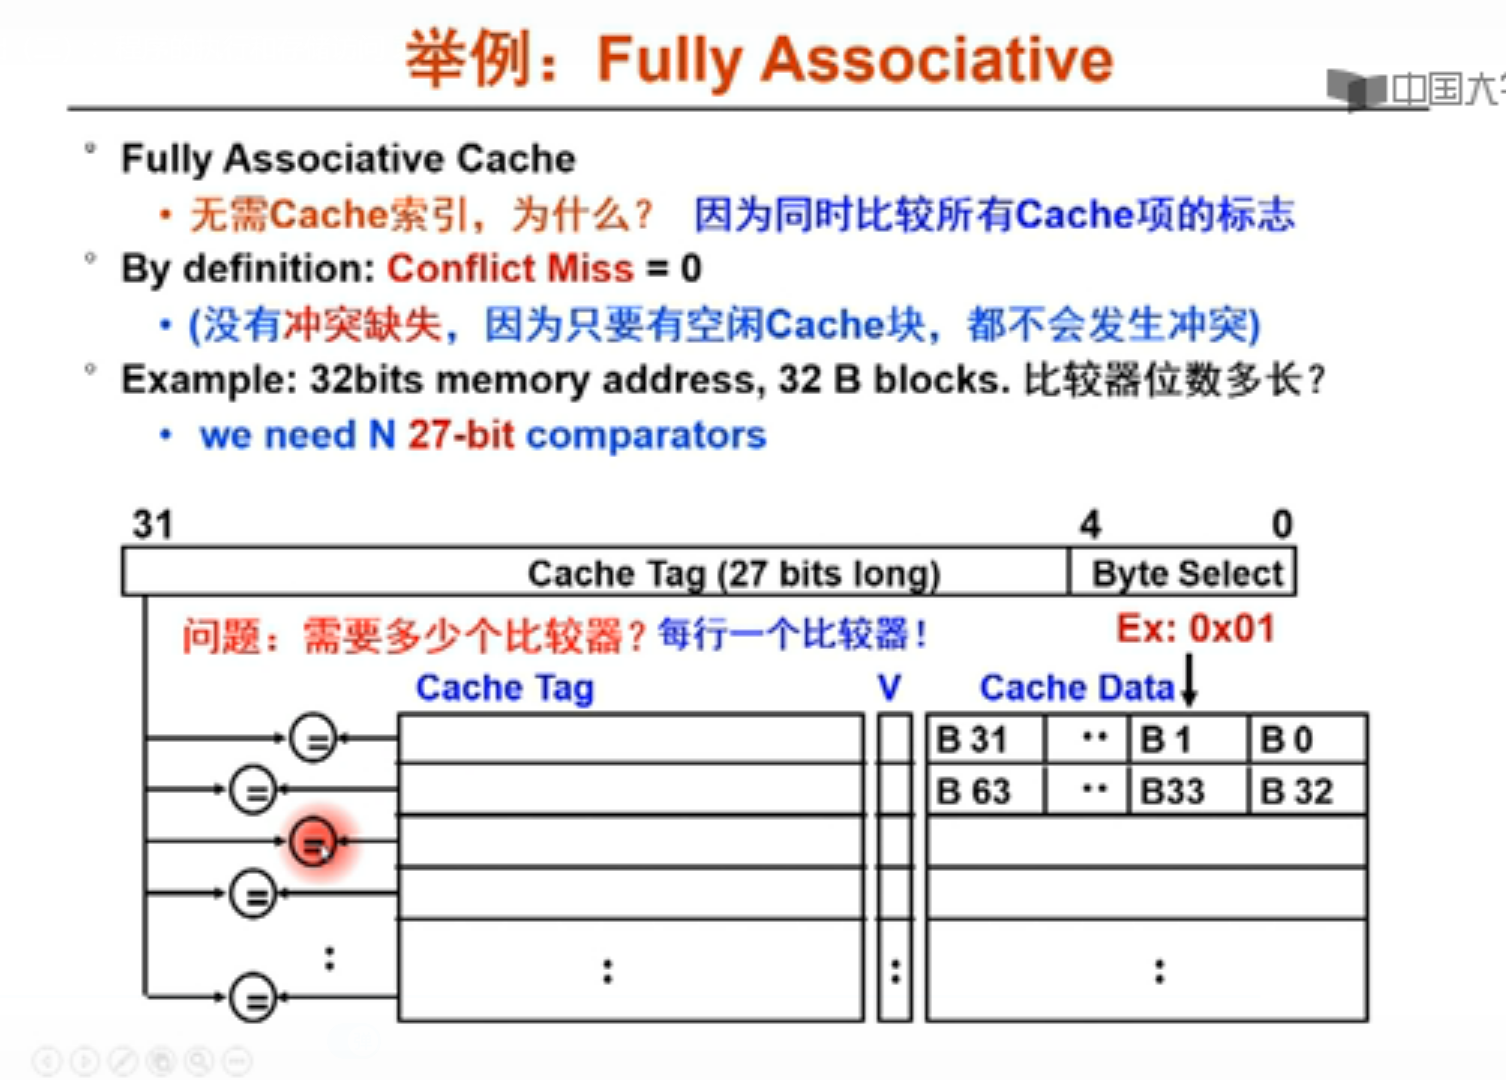 举例：Fully Associative
中国大
Fully Associative Cache
• 无需Cache索引，为什么？ 因为同时比较所有Cache项的标志
By definition: Conflict Miss = 0
• (没有冲突缺失，因为只要有空闲Cache块，都不会发生冲突)
Example: 32bits memory address, 32 B blocks. 比较器位数多长？
• we need N 27-bit comparators
31 4 0
Cache Tag (27 bits long) Byte Select
问题：需要多少个比较器？每行一个比较器！ Ex: 0x01
Cache Tag V Cache Data
= B 31 ·· B 1 B 0
= B 63 ·· B33 B 32
=
=
: : : :
=